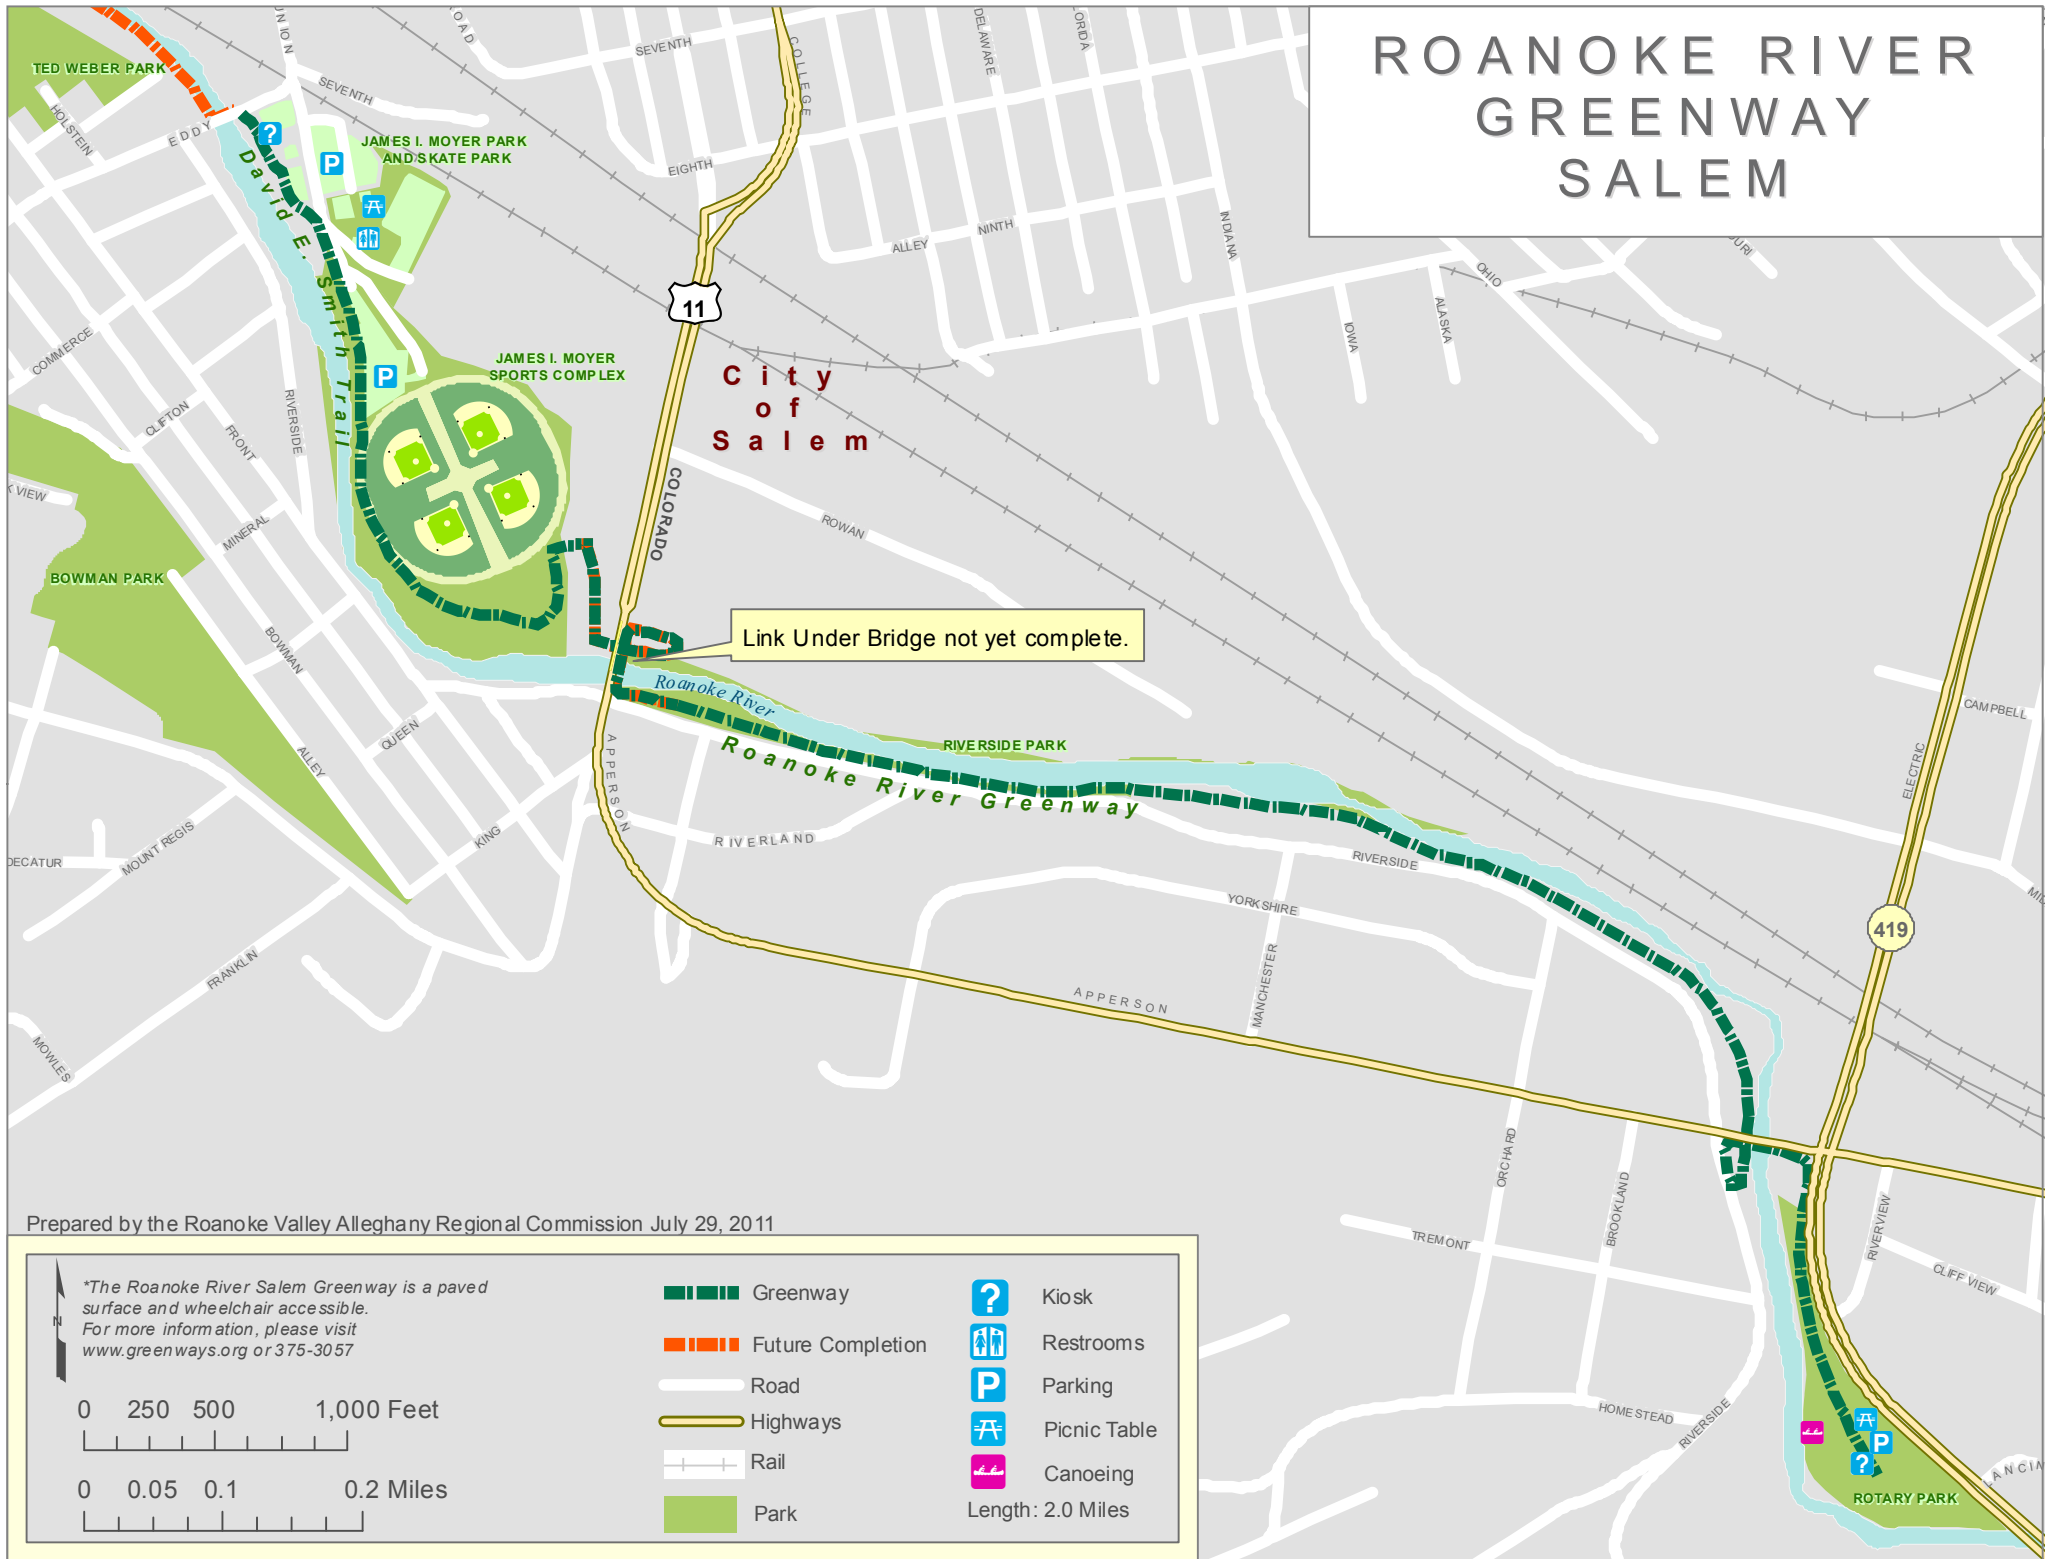 ROANOKE RIVER
GREENWAY
SALEM
TED WEBER PARK
HOLSTEIN
EDDY
UNION
ROAD
SEVENTH
SEVENTH
COLLEGE
DELAWARE
EIGHTH
JAMES I. MOYER PARK
AND SKATE PARK
?
P
David E. Smith Trail
ALLEY
NINTH
INDIANA
OHIO
IOWA
ALASKA
11
COMMERCE
CLIFTON
FRONT
RIVERSIDE
P
JAMES I. MOYER
SPORTS COMPLEX
City
of
Salem
COLORADO
ROWAN
MINERAL
BOWMAN PARK
BOWMAN
Link Under Bridge not yet complete.
Roanoke River
CAMPBELL
ELECTRIC
QUEEN
ALLEY
APPERSON
RIVERSIDE PARK
Roanoke River Greenway
RIVERLAND
KING
MOUNT REGIS
DECATUR
RIVERSIDE
YORKSHIRE
MANCHESTER
419
FRANKLIN
MOWLES
APPERSON
ORCHARD
BROOKLAND
TREMONT
RIVERVIEW
CLIFF VIEW
HOMESTEAD
RIVERSIDE
P
?
ROTARY PARK
Prepared by the Roanoke Valley Alleghany Regional Commission July 29, 2011
N
*The Roanoke River Salem Greenway is a paved
surface and wheelchair accessible.
For more information, please visit
www.greenways.org or 375-3057
0 250 500 1,000 Feet
0 0.05 0.1 0.2 Miles
Greenway
Future Completion
Road
Highways
Rail
Park
? Kiosk
Restrooms
P Parking
Picnic Table
Canoeing
Length: 2.0 Miles